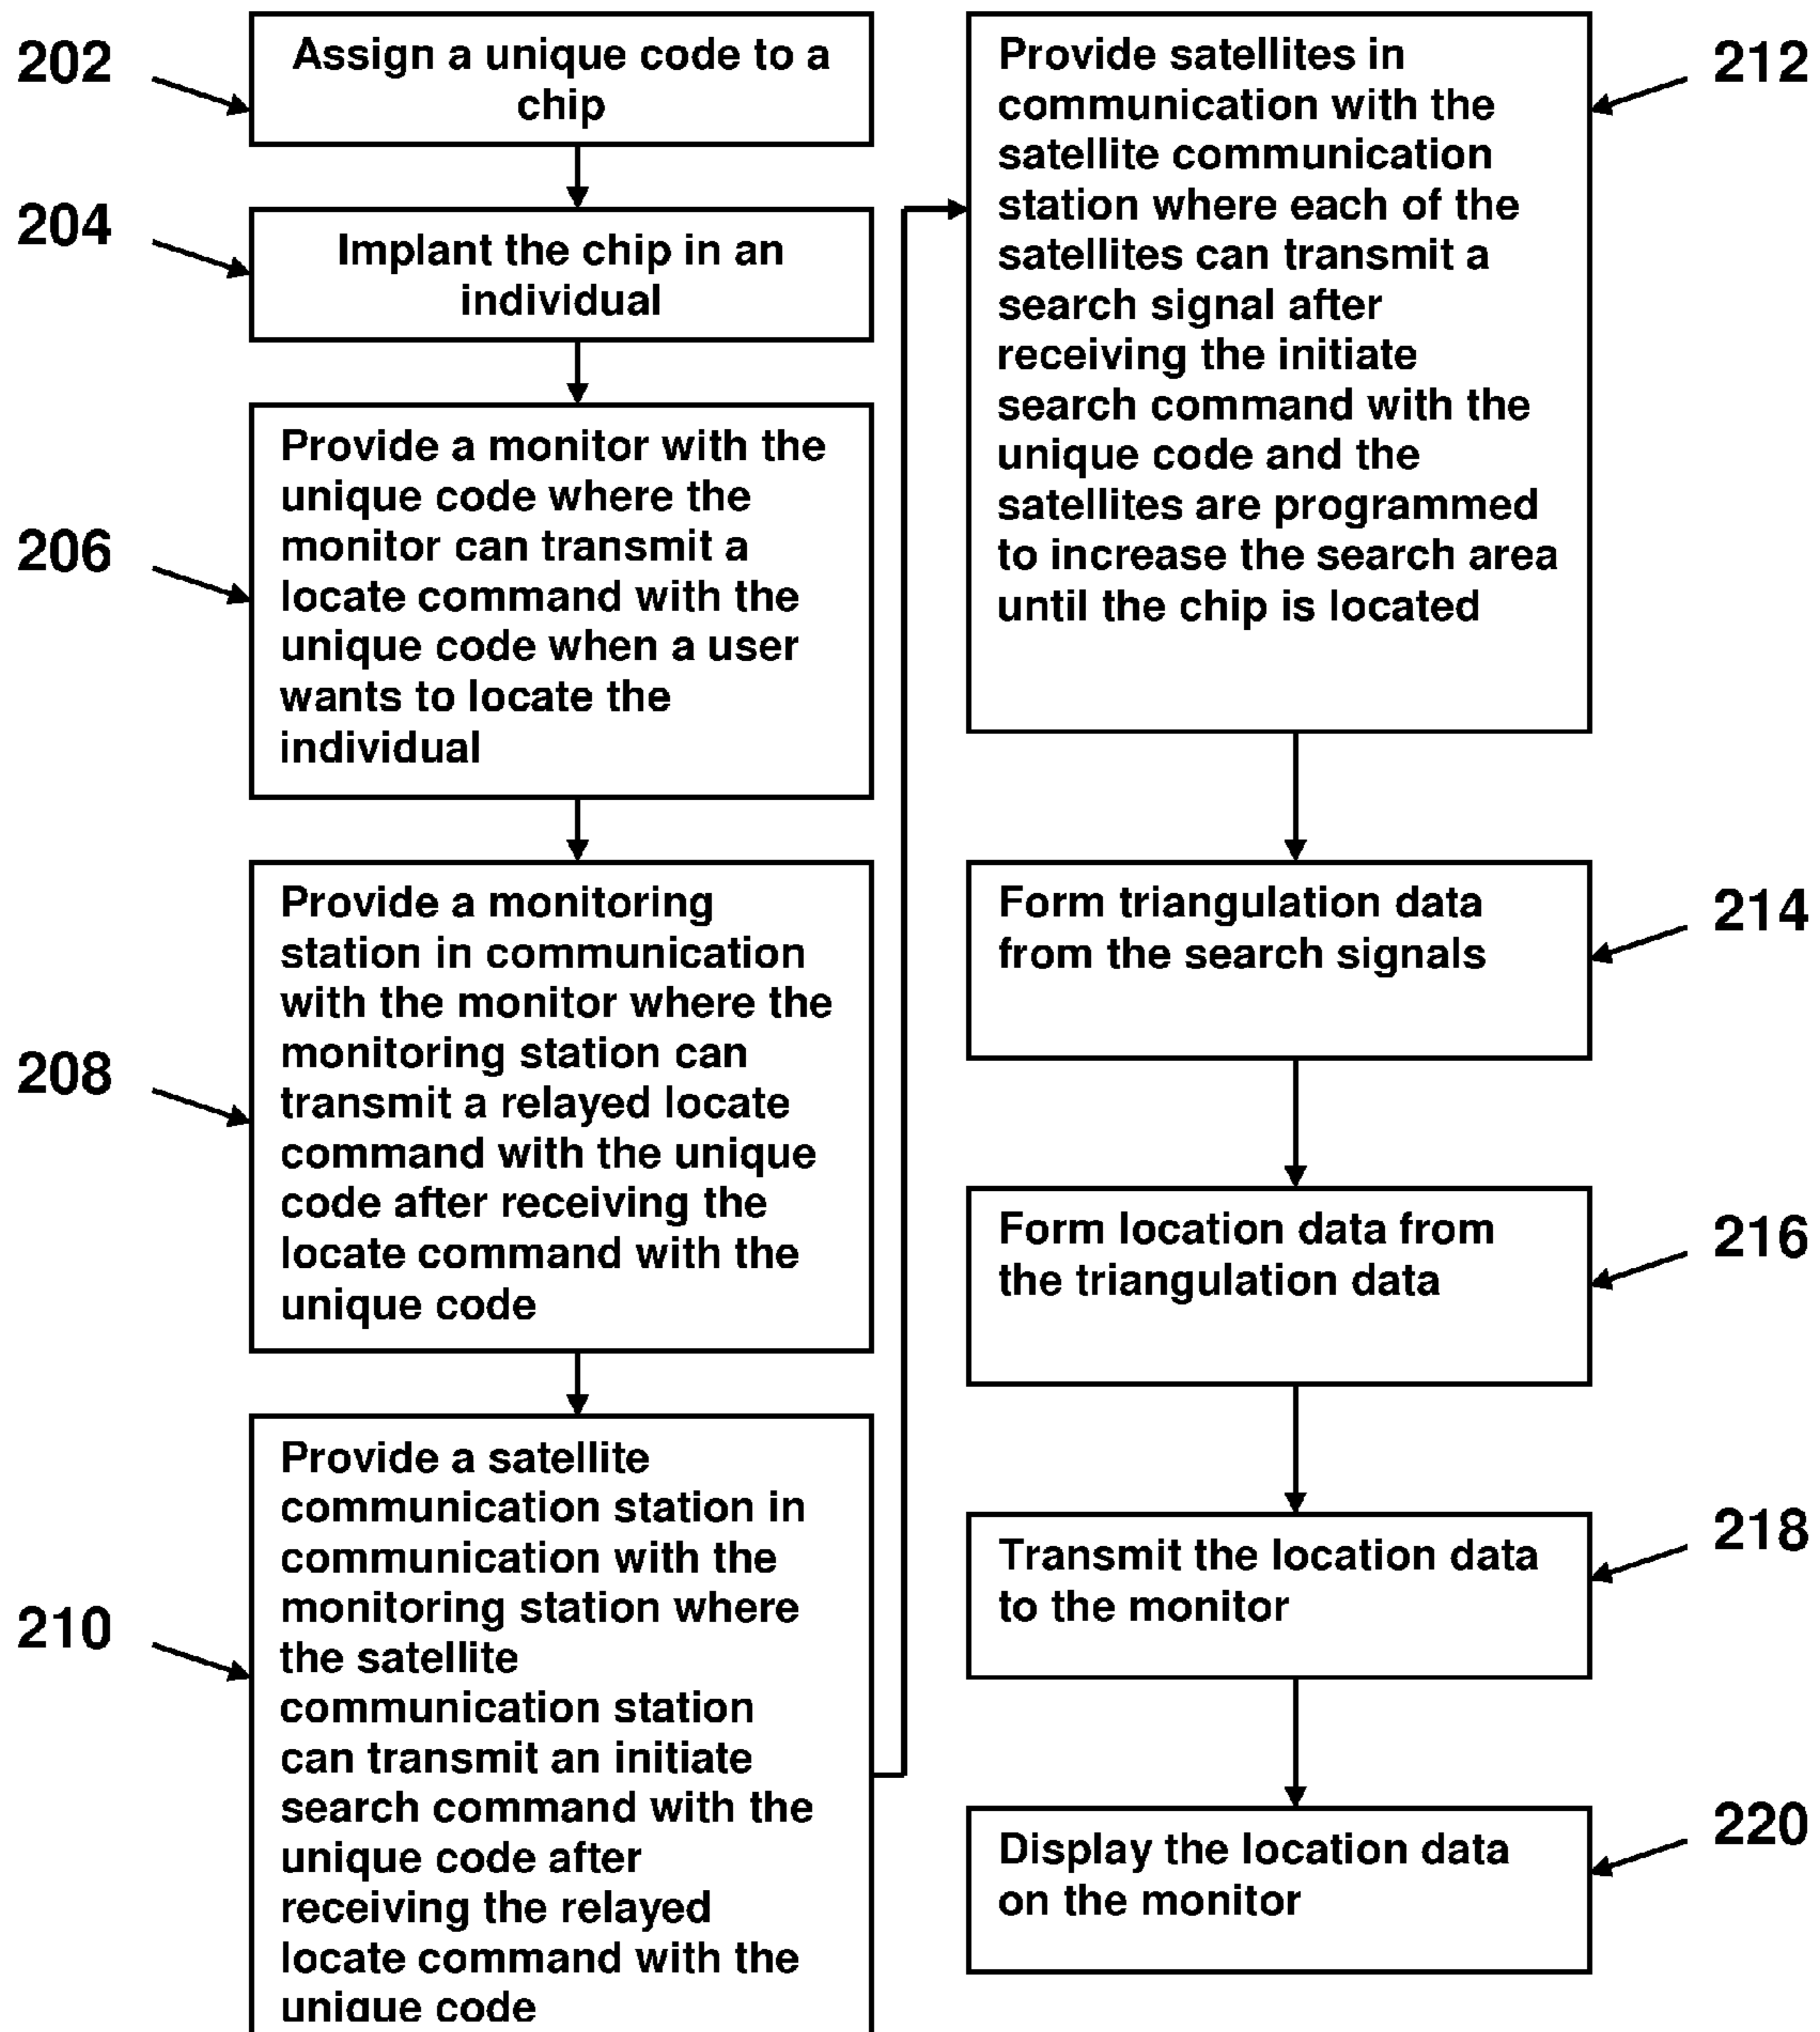 202
Assign a unique code to a
chip
204
Implant the chip in an
individual
206
Provide a monitor with the
unique code where the
monitor can transmit a
locate command with the
unique code when a user
wants to locate the
individual
208
Provide a monitoring
station in communication
with the monitor where the
monitoring station can
transmit a relayed locate
command with the unique
code after receiving the
locate command with the
unique code
210
Provide a satellite
communication station in
communication with the
monitoring station where
the satellite
communication station
can transmit an initiate
search command with the
unique code after
receiving the relayed
locate command with the
unique code
212
Provide satellites in
communication with the
satellite communication
station where each of the
satellites can transmit a
search signal after
receiving the initiate
search command with the
unique code and the
satellites are programmed
to increase the search area
until the chip is located
214
Form triangulation data
from the search signals
216
Form location data from
the triangulation data
218
Transmit the location data
to the monitor
220
Display the location data
on the monitor